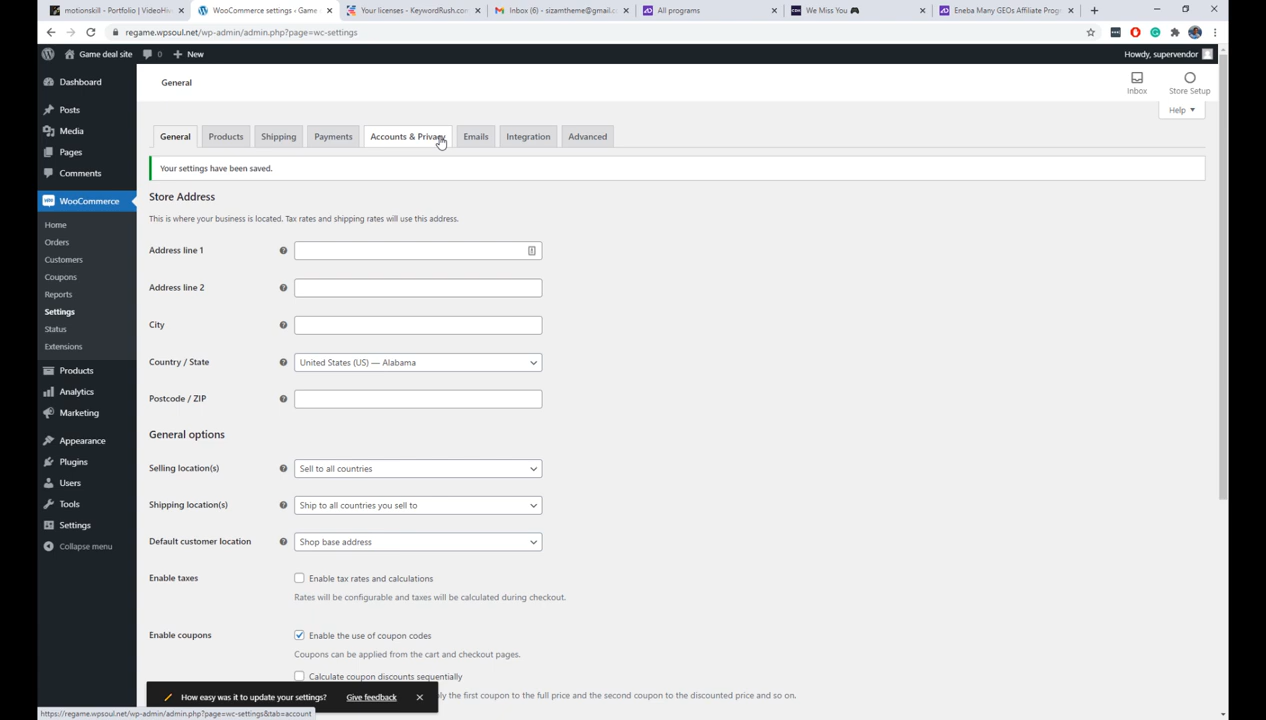 motionskill - Portfolio | VideoHi
WooCommerce settings ‹ Game
Your licenses - KeywordRush.com
Inbox (6) - sizamtheme@gmail.c
All programs
We Miss You 🎮
Eneba Many GEOs Affiliate Prog
regame.wpsoul.net/wp-admin/admin.php?page=wc-settings
Game deal site
0
New
Howdy, supervendor
Dashboard
Posts
Media
Pages
Comments
WooCommerce
Home
Orders
Customers
Coupons
Reports
Settings
Status
Extensions
Products
Analytics
Marketing
Appearance
Plugins
Users
Tools
Settings
Collapse menu
General
Inbox
Store Setup
Help
General
Products
Shipping
Payments
Accounts & Privacy
Emails
Integration
Advanced
Your settings have been saved.
Store Address
This is where your business is located. Tax rates and shipping rates will use this address.
Address line 1
Address line 2
City
Country / State
United States (US) — Alabama
Postcode / ZIP
General options
Selling location(s)
Sell to all countries
Shipping location(s)
Ship to all countries you sell to
Default customer location
Shop base address
Enable taxes
Enable tax rates and calculations
Rates will be configurable and taxes will be calculated during checkout.
Enable coupons
Enable the use of coupon codes
Coupons can be applied from the cart and checkout pages.
Calculate coupon discounts sequentially
ply the first coupon to the full price and the second coupon to the discounted price and so on.
How easy was it to update your settings?
Give feedback
https://regame.wpsoul.net/wp-admin/admin.php?page=wc-settings&tab=account